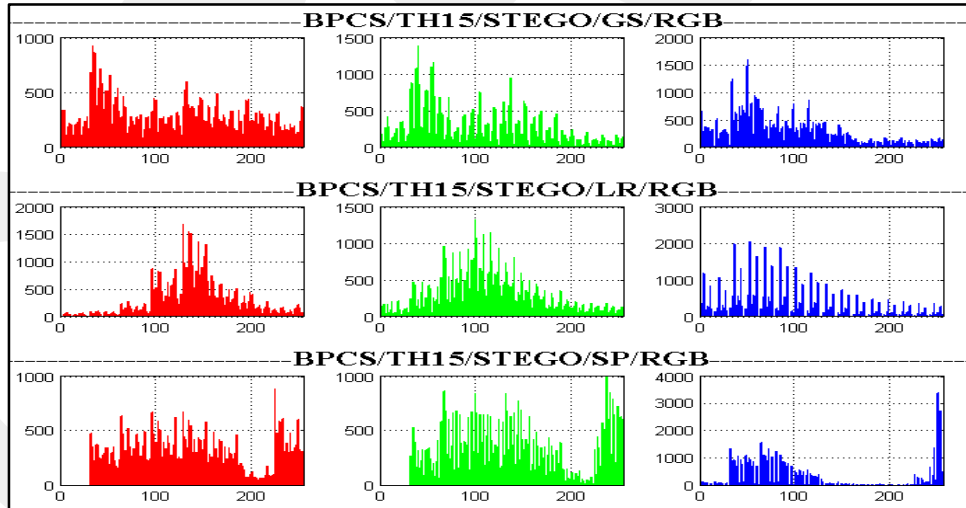 BPCS/TH15/STEGO/GS/RGB
1000 1500 2000
1500
1000
500 1000
500
500
0 0 0
0 100 200 0 100 200 0 100 200
BPCS/TH15/STEGO/LR/RGB
2000 1500 3000
1500
1000 2000
1000
500 1000
500
0 0 0
0 100 200 0 100 200 0 100 200
BPCS/TH15/STEGO/SP/RGB
1000 1000 4000
3000
500 500 2000
1000
0 0 0
0 100 200 0 100 200 0 100 200